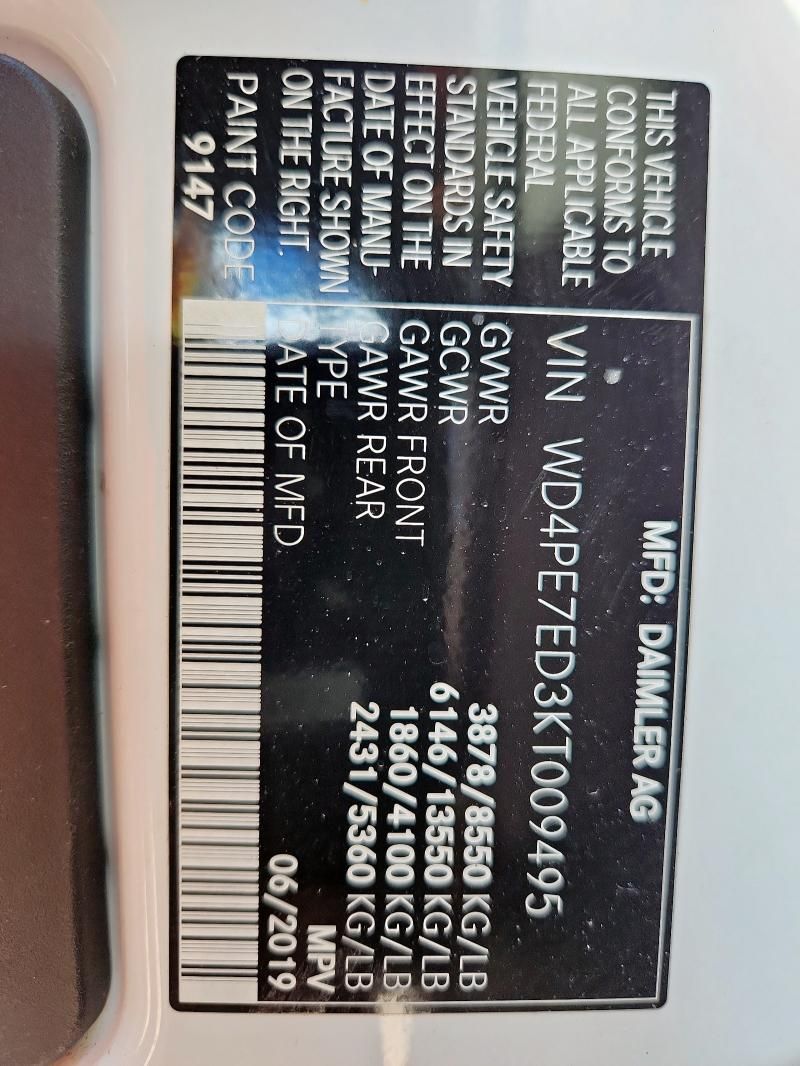 THIS VEHICLE
CONFORMS TO
ALL APPLICABLE
FEDERAL
VEHICLE SAFETY
STANDARDS IN
EFFECT ON THE
DATE OF MANU-
FACTURE SHOWN
ON THE RIGHT.
PAINT CODE
9147
MFD: DAIMLER AG
VIN WD4PE7ED3KT009495
GVWR 3878/8550 KG/LB
GCWR 6146/13550 KG/LB
GAWR FRONT 1860/4100 KG/LB
GAWR REAR 2431/5360 KG/LB
TYPE MPV
DATE OF MFD 06/2019